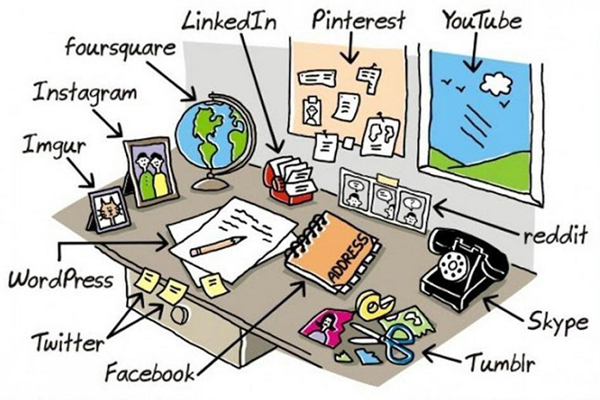 LinkedIn
Pinterest
YouTube
foursquare
Instagram
Imgur
reddit
ADDRESS
WordPress
Skype
Twitter
Facebook
Tumblr